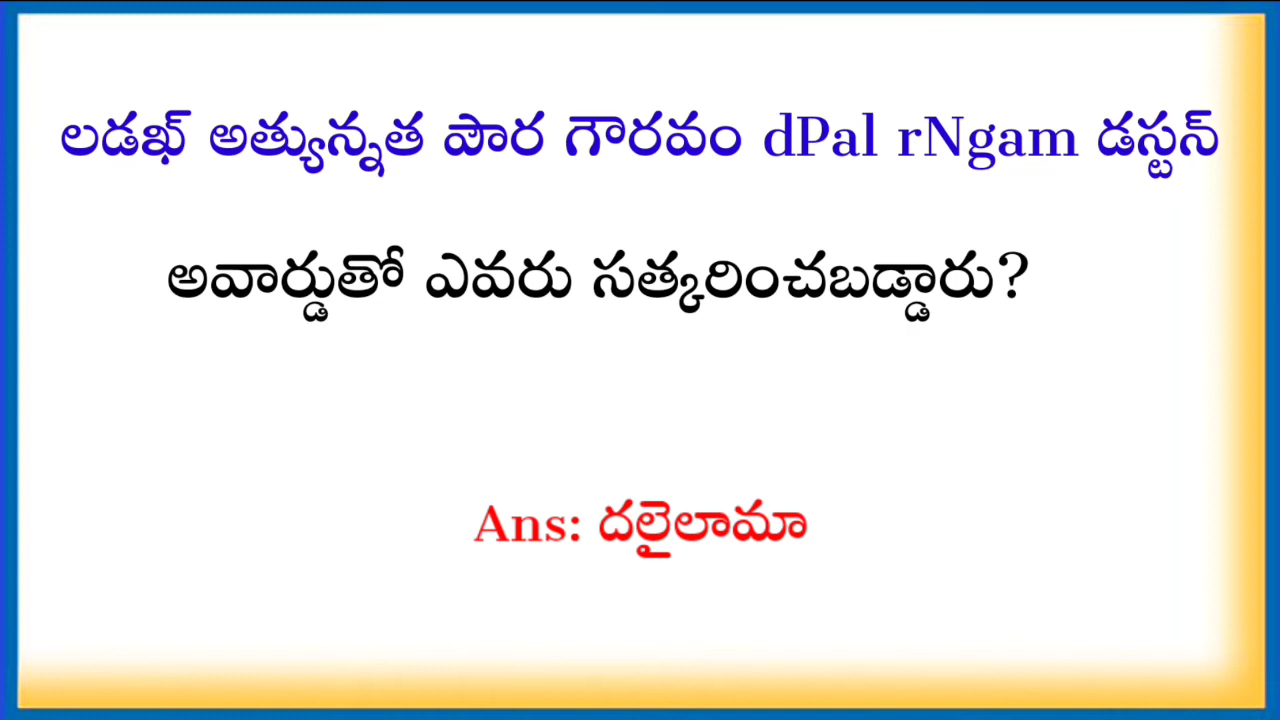 లడఖ్ అత్యున్నత పౌర గౌరవం dPal rNgam డస్టన్
అవార్డుతో ఎవరు సత్కరించబడ్డారు?
Ans: దలైలామా